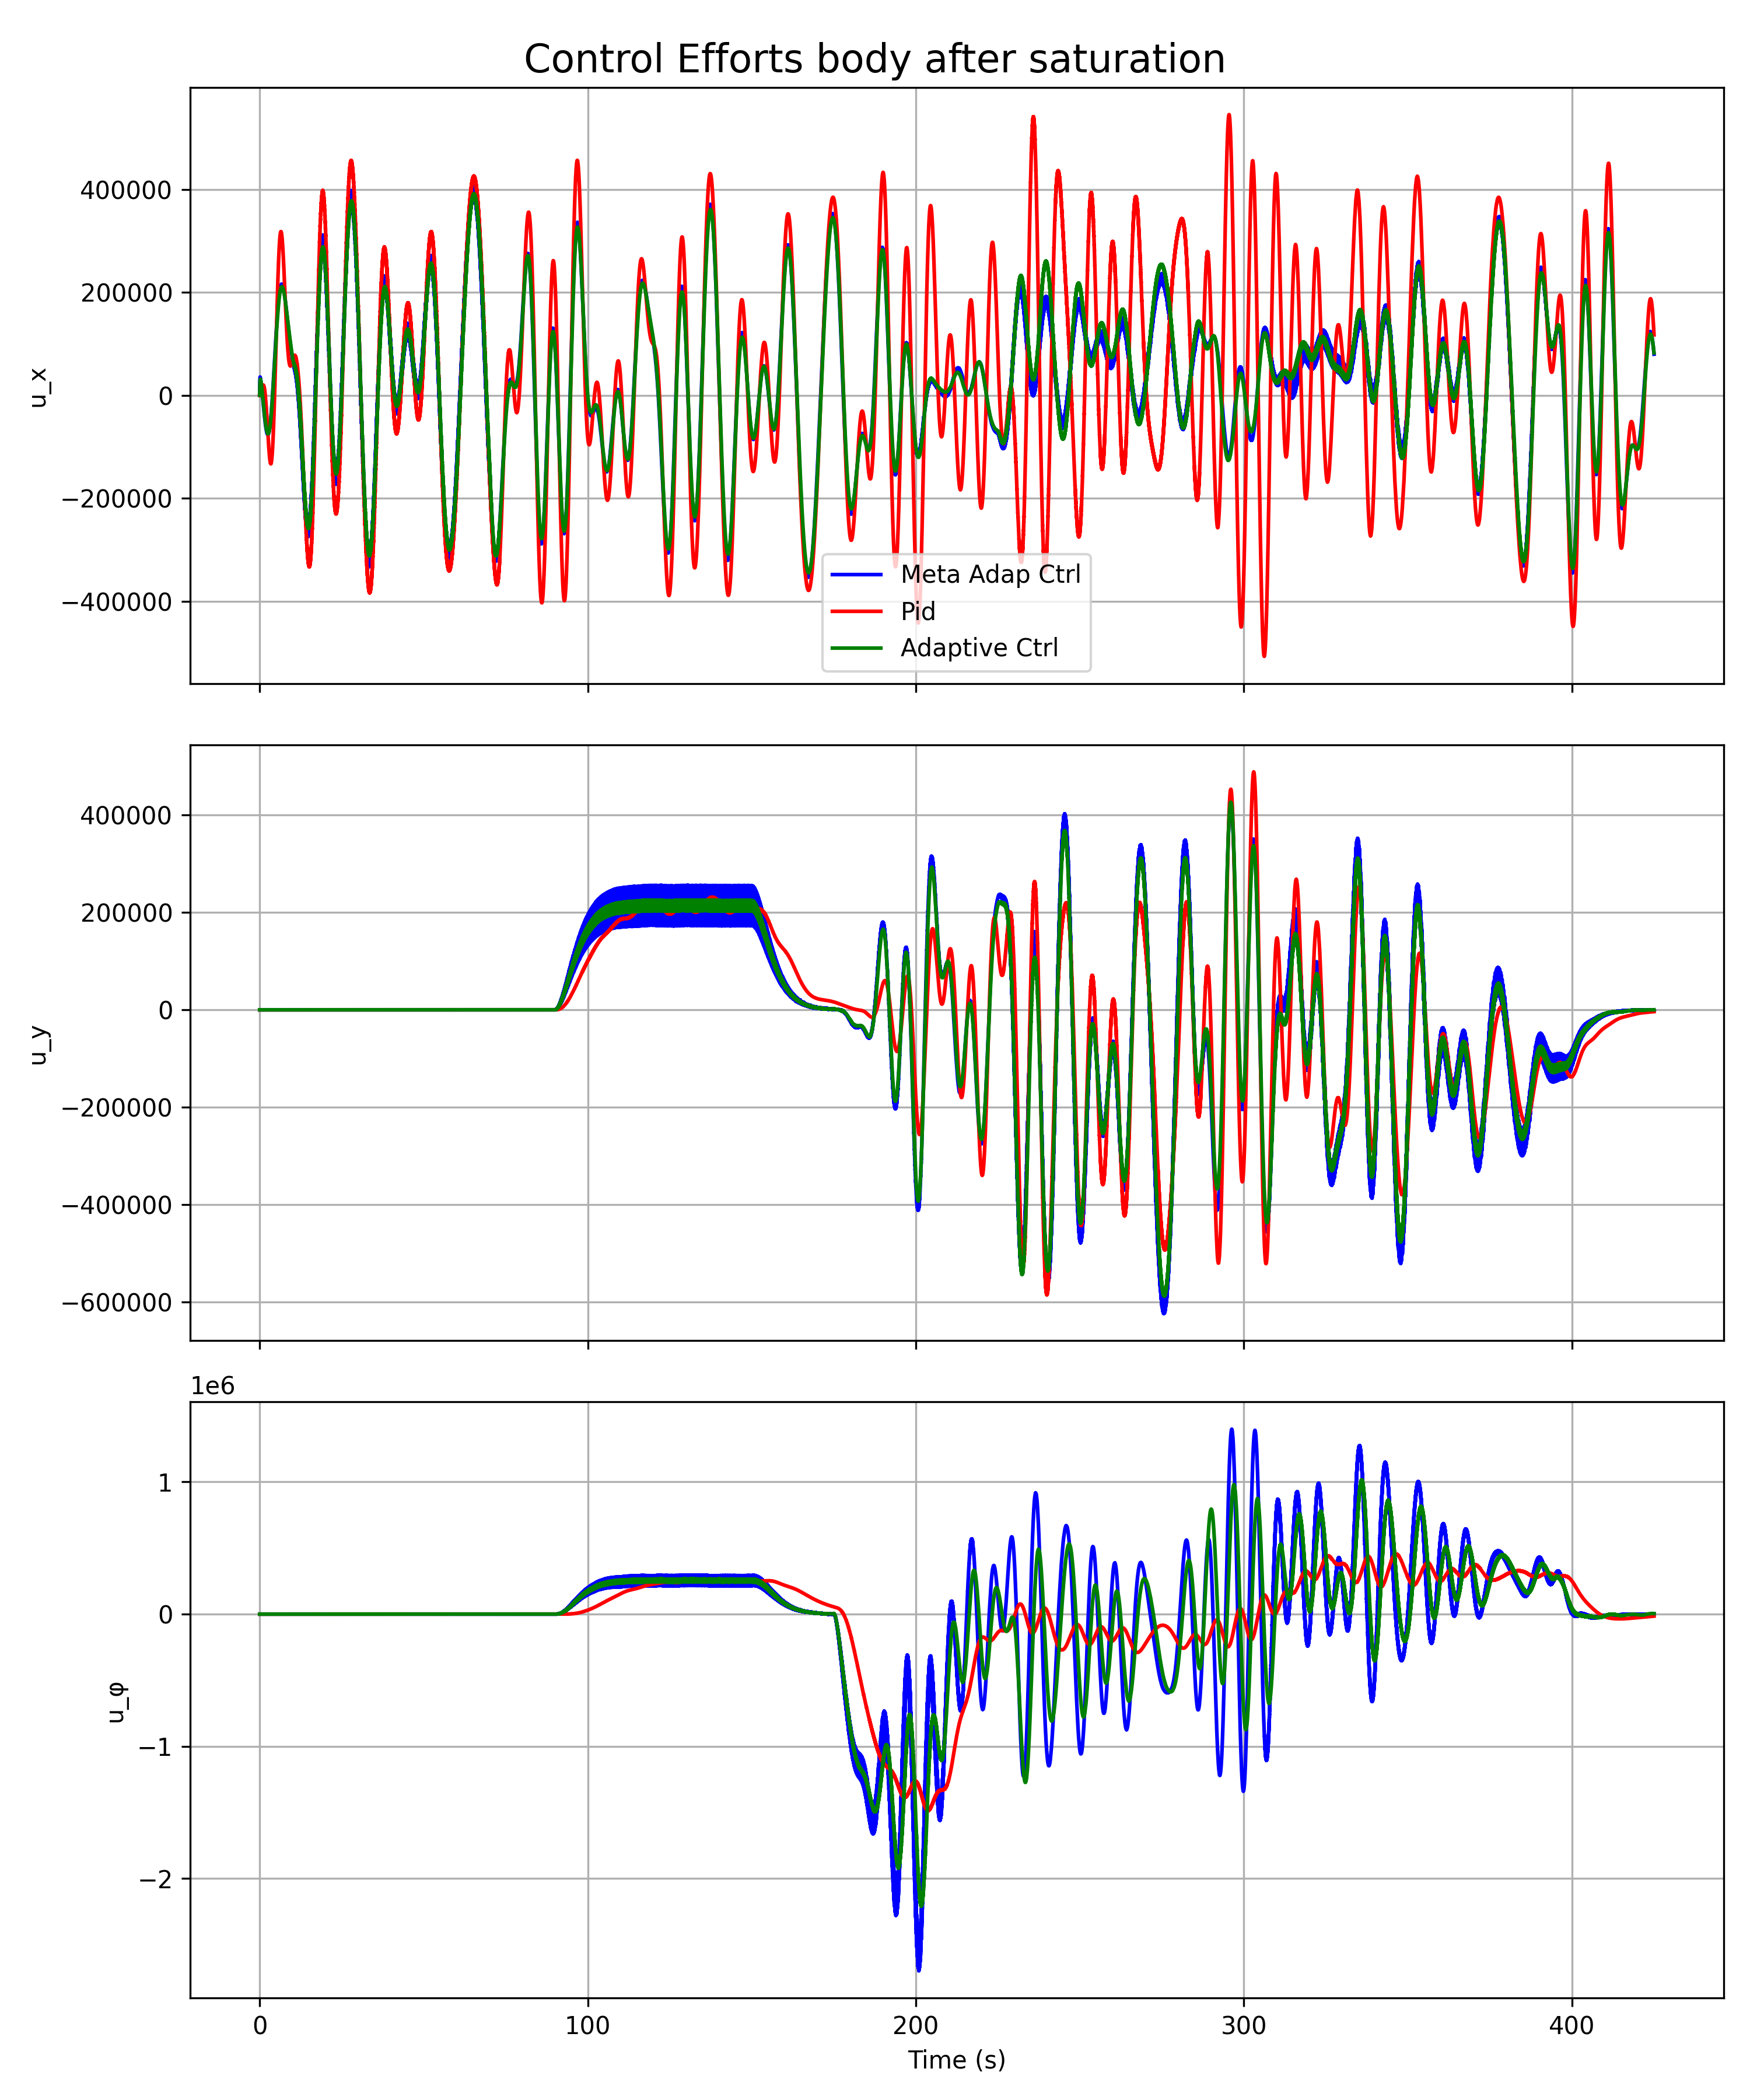 Control Efforts body after saturation
400000
200000
0
−200000
−400000
u_x
Meta Adap Ctrl
Pid
Adaptive Ctrl
400000
200000
0
−200000
−400000
−600000
u_y
1e6
1
0
−1
−2
u_φ
0 100 200 300 400
Time (s)